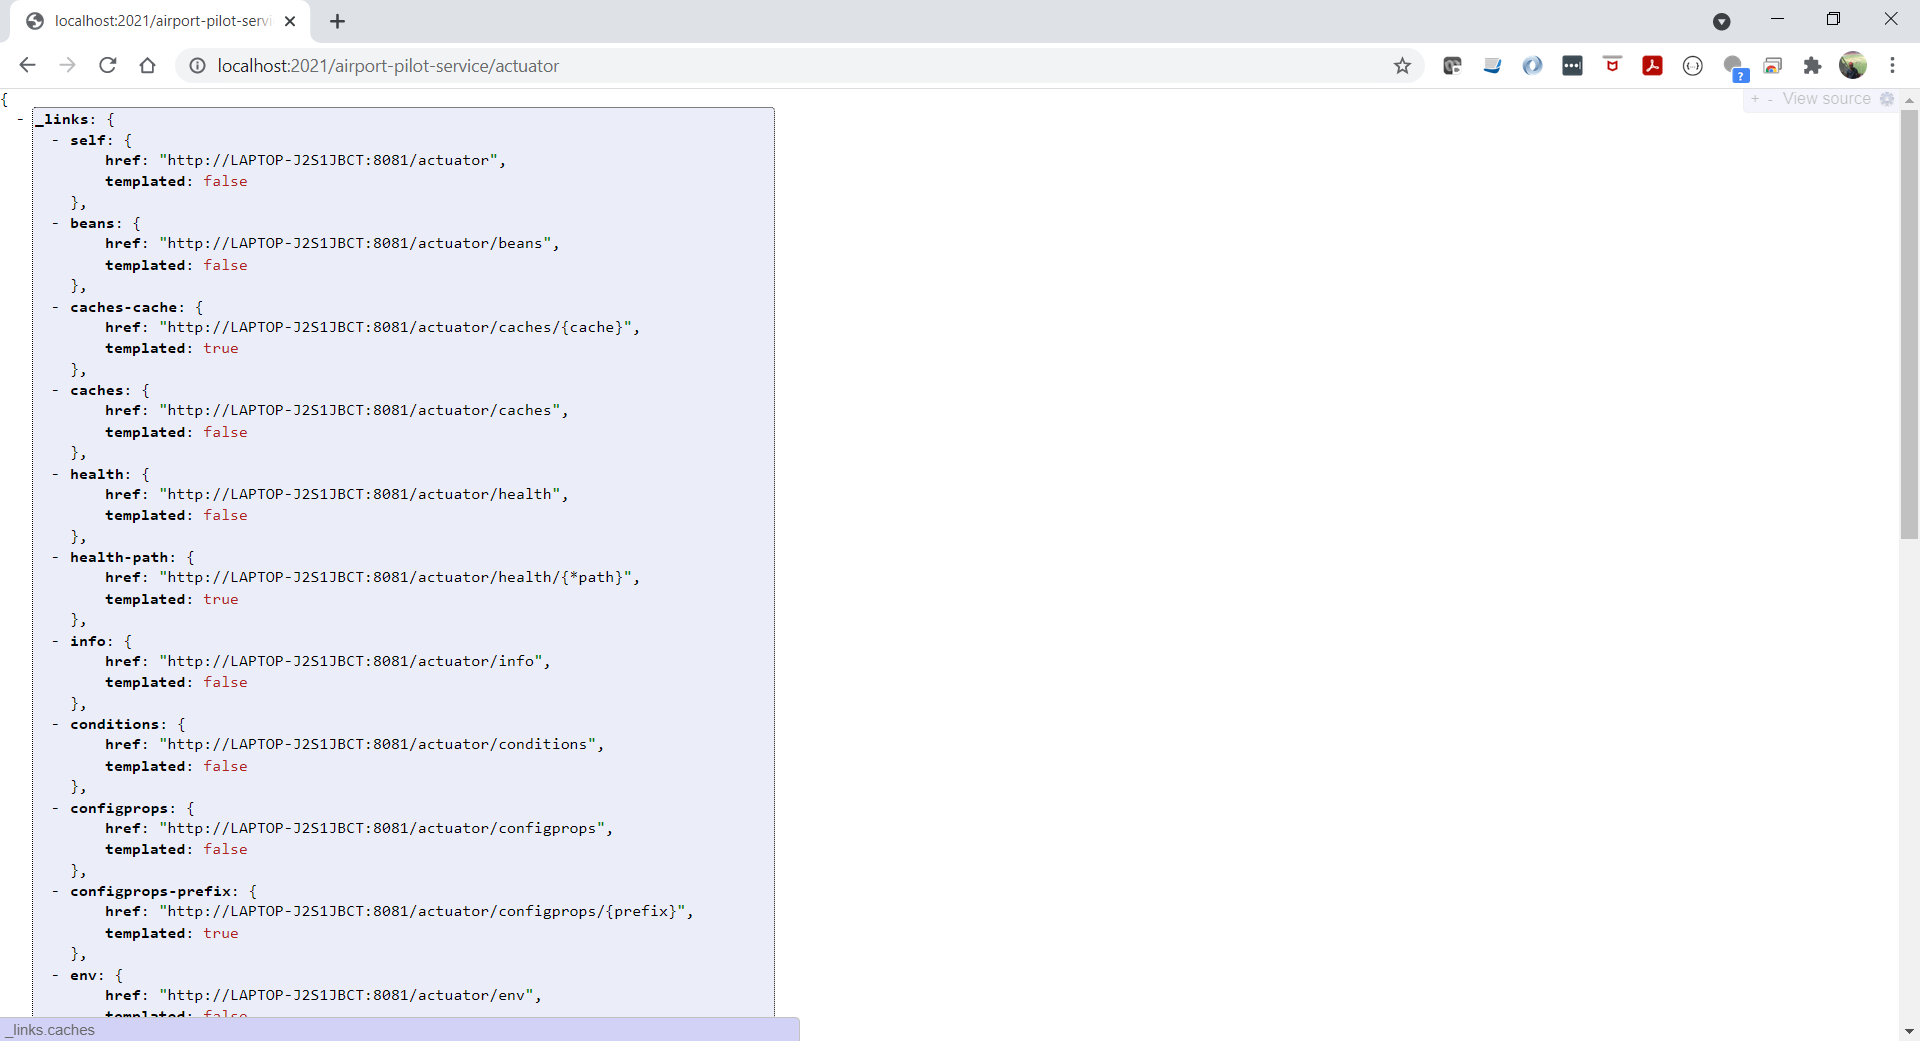 localhost:2021/airport-pilot-servi
localhost:2021/airport-pilot-service/actuator
?
+ - View source
{
- _links: {
- self: {
href: "http://LAPTOP-J2S1JBCT:8081/actuator",
templated: false
},
- beans: {
href: "http://LAPTOP-J2S1JBCT:8081/actuator/beans",
templated: false
},
- caches-cache: {
href: "http://LAPTOP-J2S1JBCT:8081/actuator/caches/{cache}",
templated: true
},
- caches: {
href: "http://LAPTOP-J2S1JBCT:8081/actuator/caches",
templated: false
},
- health: {
href: "http://LAPTOP-J2S1JBCT:8081/actuator/health",
templated: false
},
- health-path: {
href: "http://LAPTOP-J2S1JBCT:8081/actuator/health/{*path}",
templated: true
},
- info: {
href: "http://LAPTOP-J2S1JBCT:8081/actuator/info",
templated: false
},
- conditions: {
href: "http://LAPTOP-J2S1JBCT:8081/actuator/conditions",
templated: false
},
- configprops: {
href: "http://LAPTOP-J2S1JBCT:8081/actuator/configprops",
templated: false
},
- configprops-prefix: {
href: "http://LAPTOP-J2S1JBCT:8081/actuator/configprops/{prefix}",
templated: true
},
- env: {
href: "http://LAPTOP-J2S1JBCT:8081/actuator/env",
templated: false
_links.caches